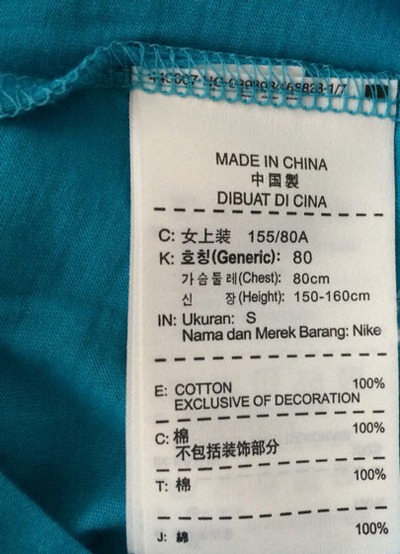 MADE IN CHINA
中国製
DIBUAT DI CINA
C: 女上装 155/80A
K: 호칭(Generic): 80
가슴둘레(Chest): 80cm
신 장(Height): 150-160cm
IN: Ukuran: S
Nama dan Merek Barang: Nike
E: COTTON 100%
EXCLUSIVE OF DECORATION
C: 棉 100%
不包括装饰部分
T: 棉 100%
J: 綿 100%